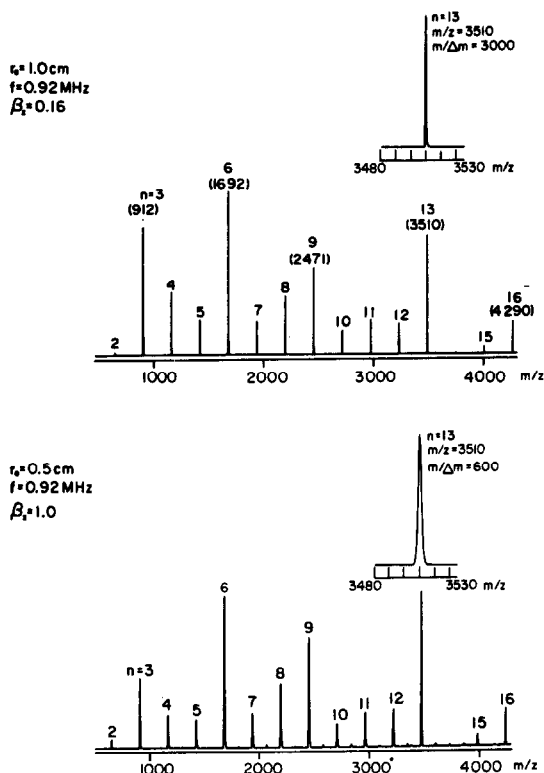 n=13
m/z=3510
m/Δm=3000
r₀=1.0cm
f=0.92MHz
β_z=0.16
3480 3530 m/z
n=3
(912)
4
5
6
(1692)
7
8
9
(2471)
10
11
12
13
(3510)
15
16
(4290)
2
1000 2000 3000 4000 m/z
r₀=0.5cm
f=0.92MHz
β_z=1.0
n=13
m/z=3510
m/Δm=600
3480 3530 m/z
2
n=3
4
5
6
7
8
9
10
11
12
15
16
1000 2000 3000 4000 m/z